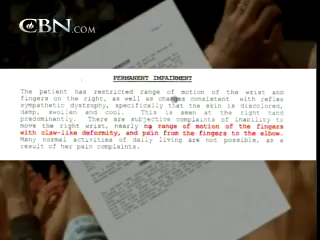 CBN.COM
PERMANENT IMPAIRMENT
The patient has restricted range of motion of the wrist and
fingers on the right, as well as changes consistent with reflex
sympathetic dystrophy, specifically that the skin is discolored,
damp, swollen and cool. This is seen at the right hand
predominantly. There are subjective complaints of inability to
move the right wrist, nearly no range of motion of the fingers
with claw-like deformity, and pain from the fingers to the elbow.
Many normal activities of daily living are not possible, as a
result of her pain complaints.